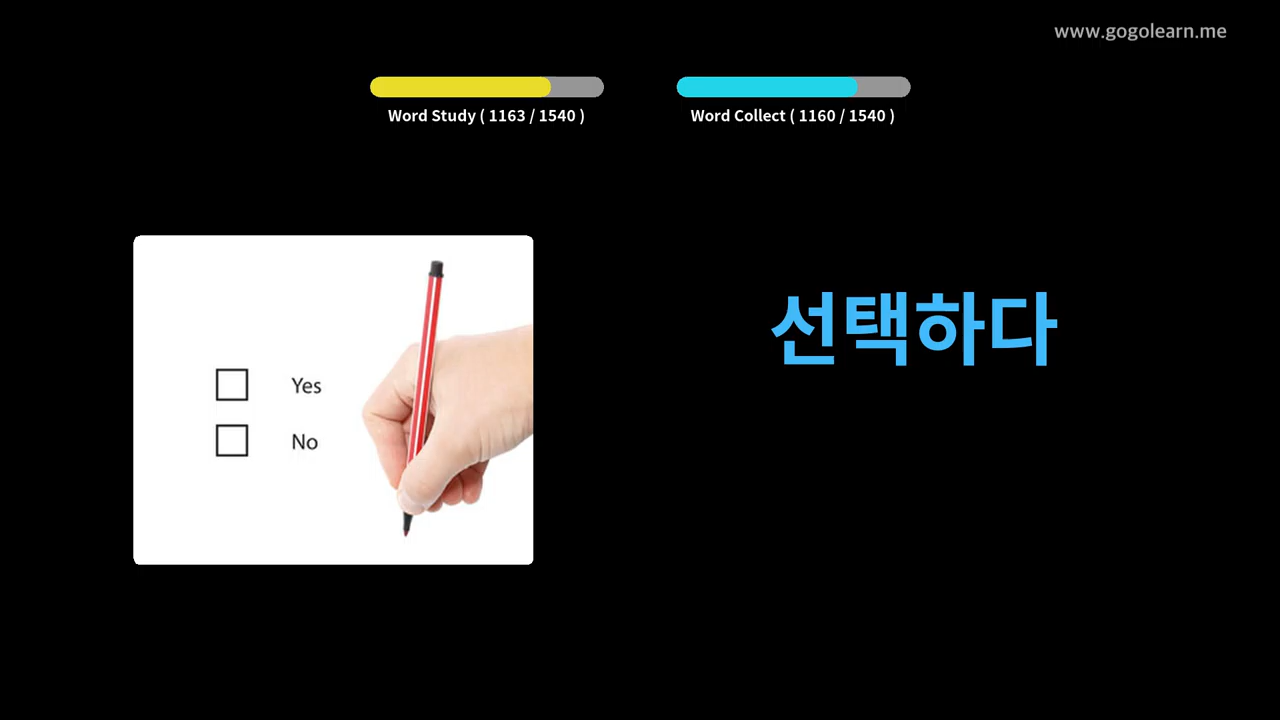 www.gogolearn.me
Word Study ( 1163 / 1540 )
Word Collect ( 1160 / 1540 )
선택하다
Yes
No